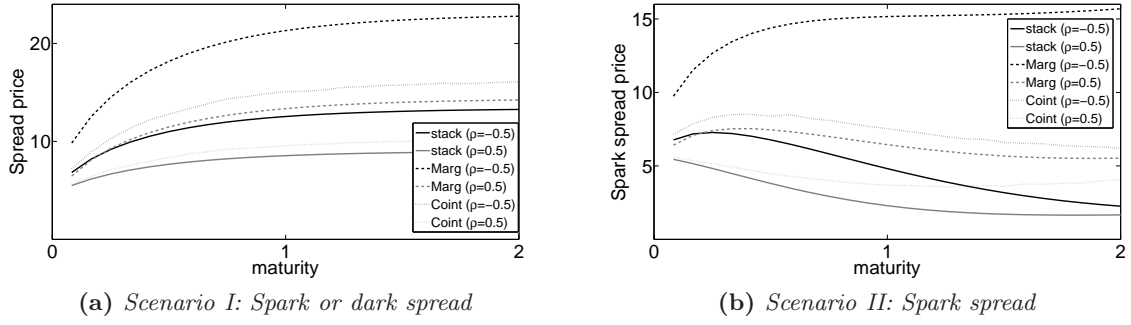 20
10
0
1
2
Spread price
maturity
stack (ρ=−0.5)
stack (ρ=0.5)
Marg (ρ=−0.5)
Marg (ρ=0.5)
Coint (ρ=−0.5)
Coint (ρ=0.5)
(a) Scenario I: Spark or dark spread
15
10
5
0
1
2
Spark spread price
maturity
stack (ρ=−0.5)
stack (ρ=0.5)
Marg (ρ=−0.5)
Marg (ρ=0.5)
Coint (ρ=−0.5)
Coint (ρ=0.5)
(b) Scenario II: Spark spread